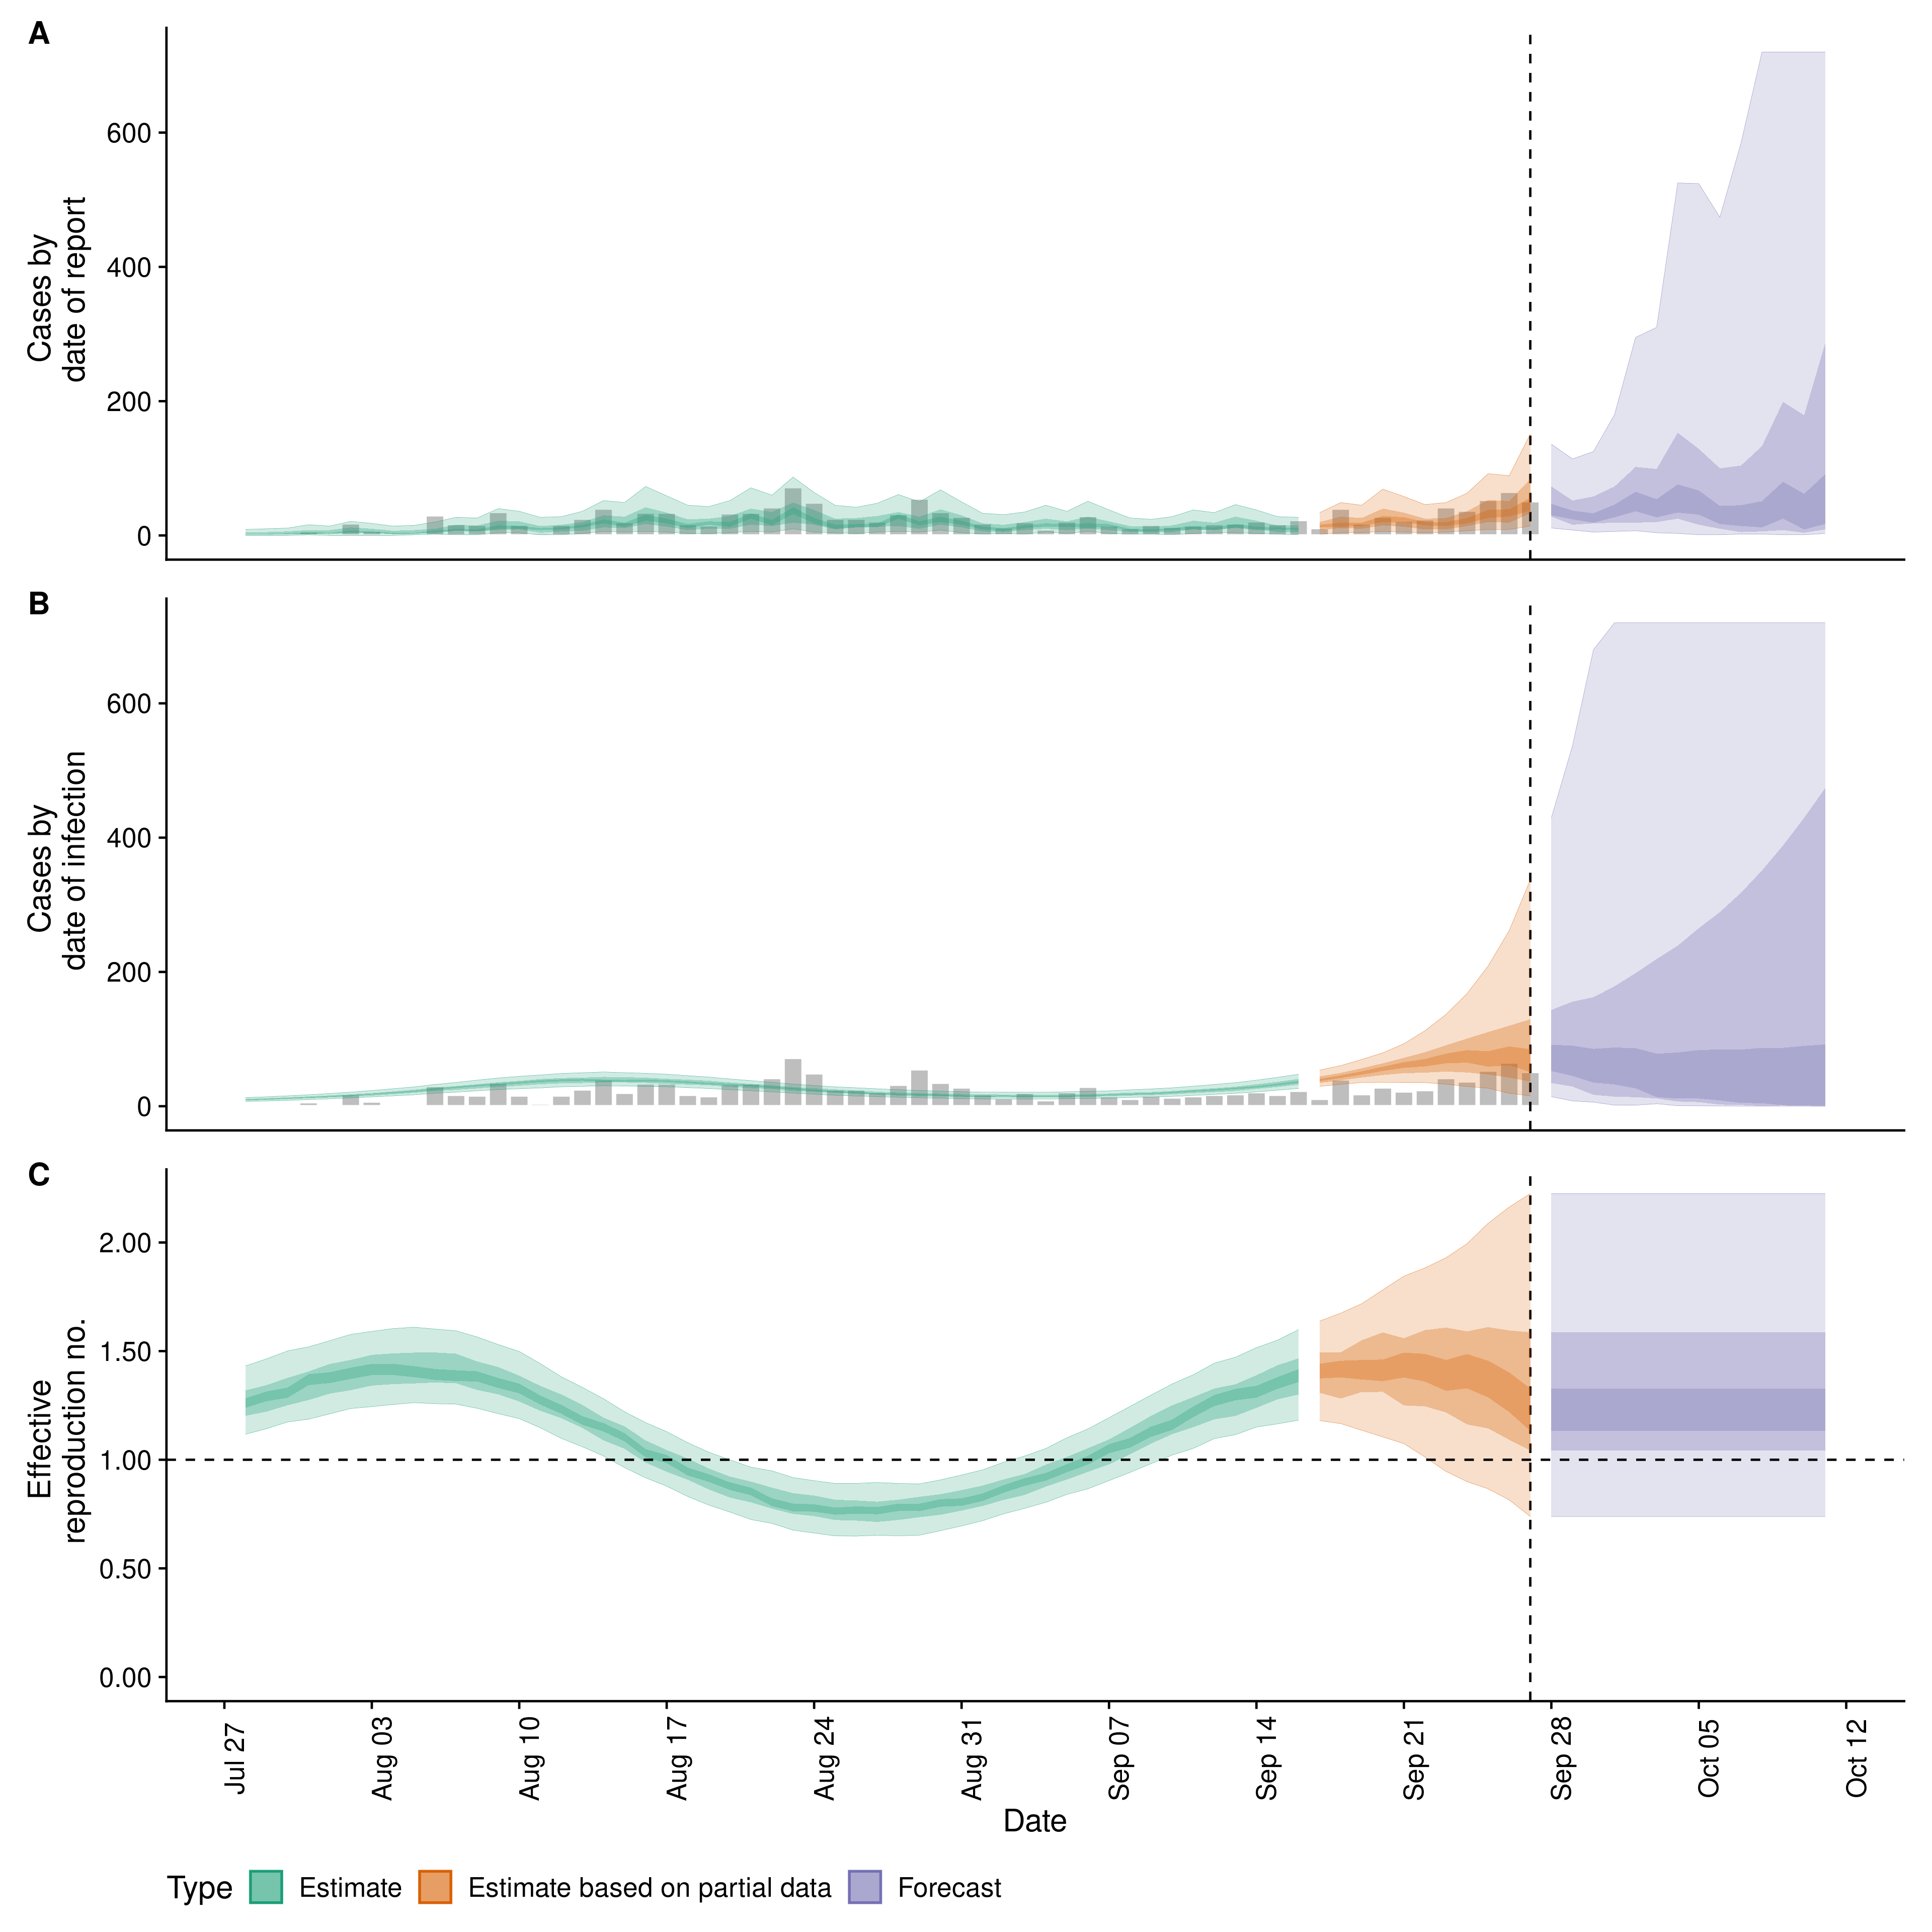 A
Cases by
date of report
600
400
200
0
B
Cases by
date of infection
600
400
200
0
C
Effective
reproduction no.
2.00
1.50
1.00
0.50
0.00
Jul 27
Aug 03
Aug 10
Aug 17
Aug 24
Aug 31
Sep 07
Sep 14
Sep 21
Sep 28
Oct 05
Oct 12
Date
Type Estimate Estimate based on partial data Forecast